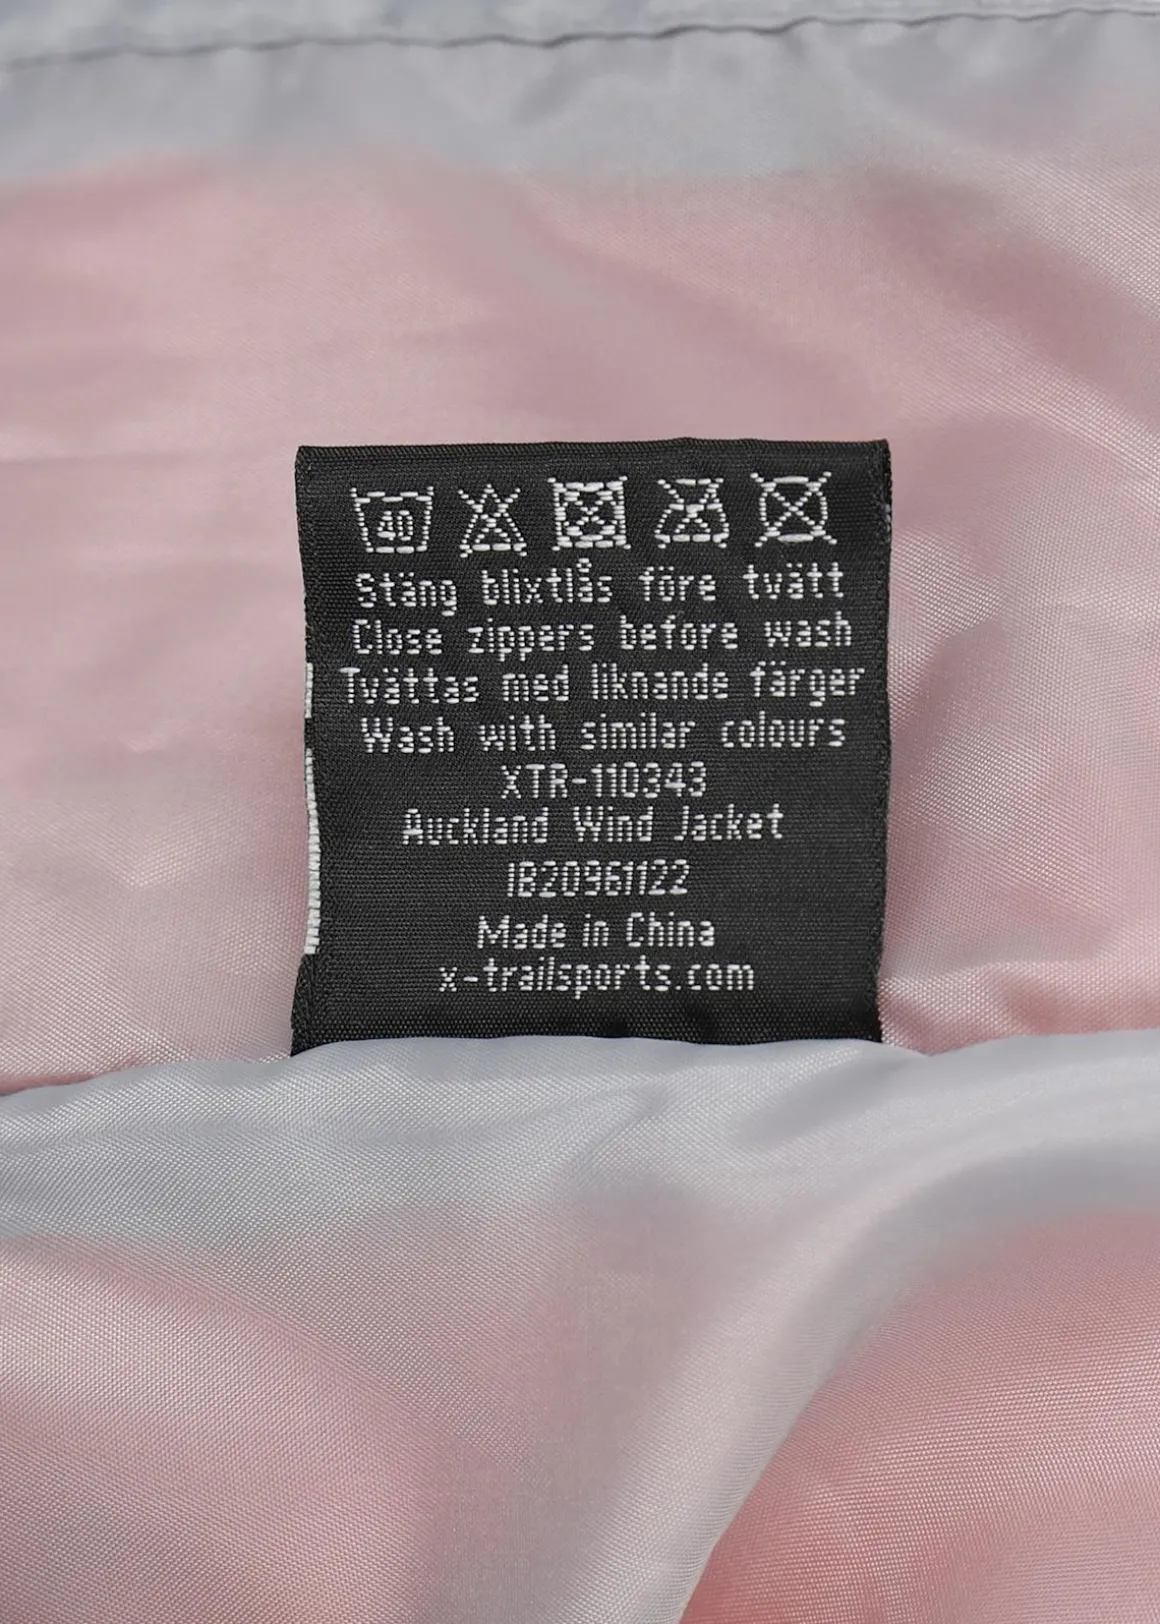 40
Stäng blixtlås före tvätt
Close zippers before wash
Tvättas med liknande färger
Wash with similar colours
XTR-110343
Auckland Wind Jacket
IB20961122
Made in China
x-trailsports.com